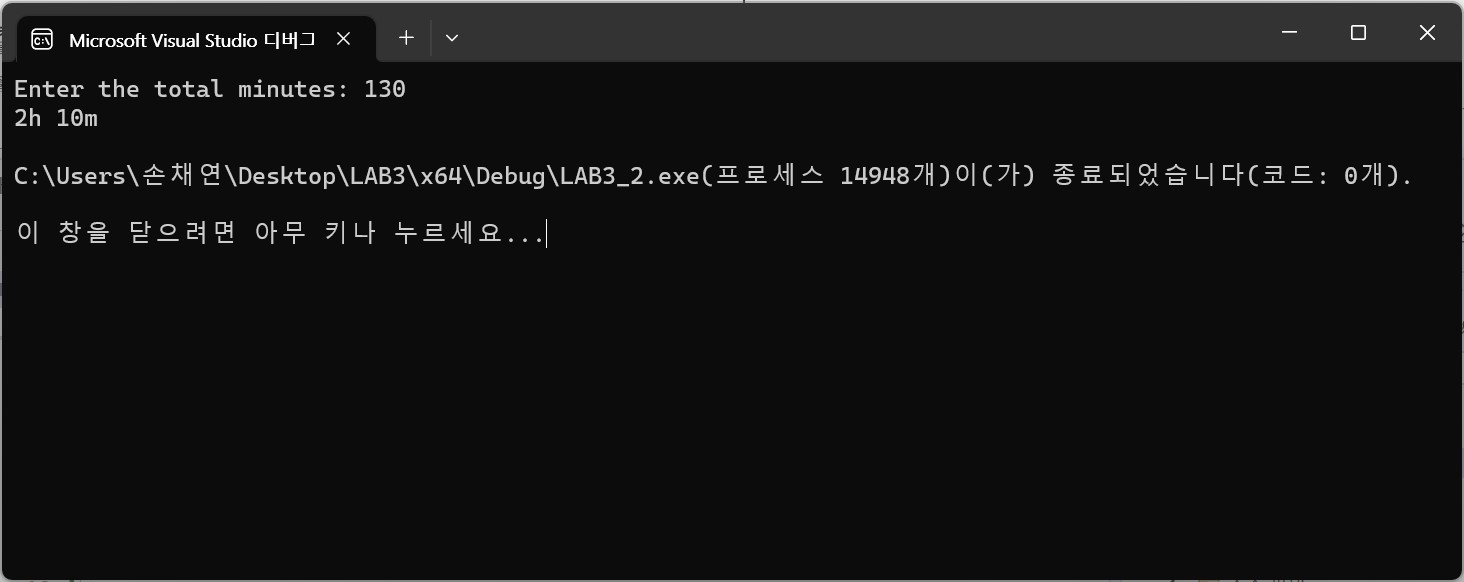 Microsoft Visual Studio 디버그
Enter the total minutes: 130
2h 10m
C:\Users\손채연\Desktop\LAB3\x64\Debug\LAB3_2.exe(프로세스 14948개)이(가) 종료되었습니다(코드: 0개).
이 창을 닫으려면 아무 키나 누르세요...